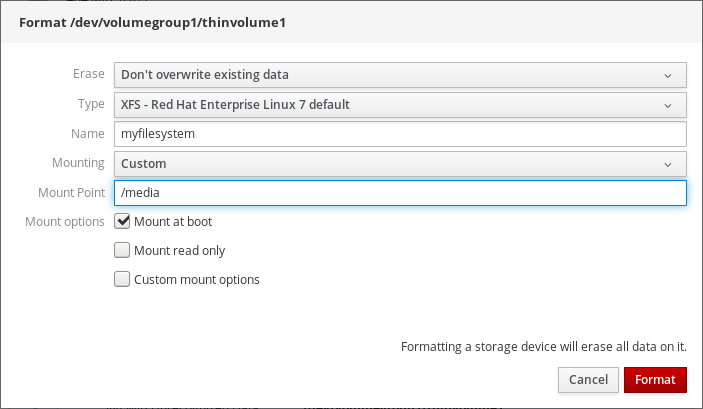 Format /dev/volumegroup1/thinvolume1
Erase Don't overwrite existing data
Type XFS - Red Hat Enterprise Linux 7 default
Name myfilesystem
Mounting Custom
Mount Point /media
Mount options Mount at boot
Mount read only
Custom mount options
Formatting a storage device will erase all data on it.
Cancel Format